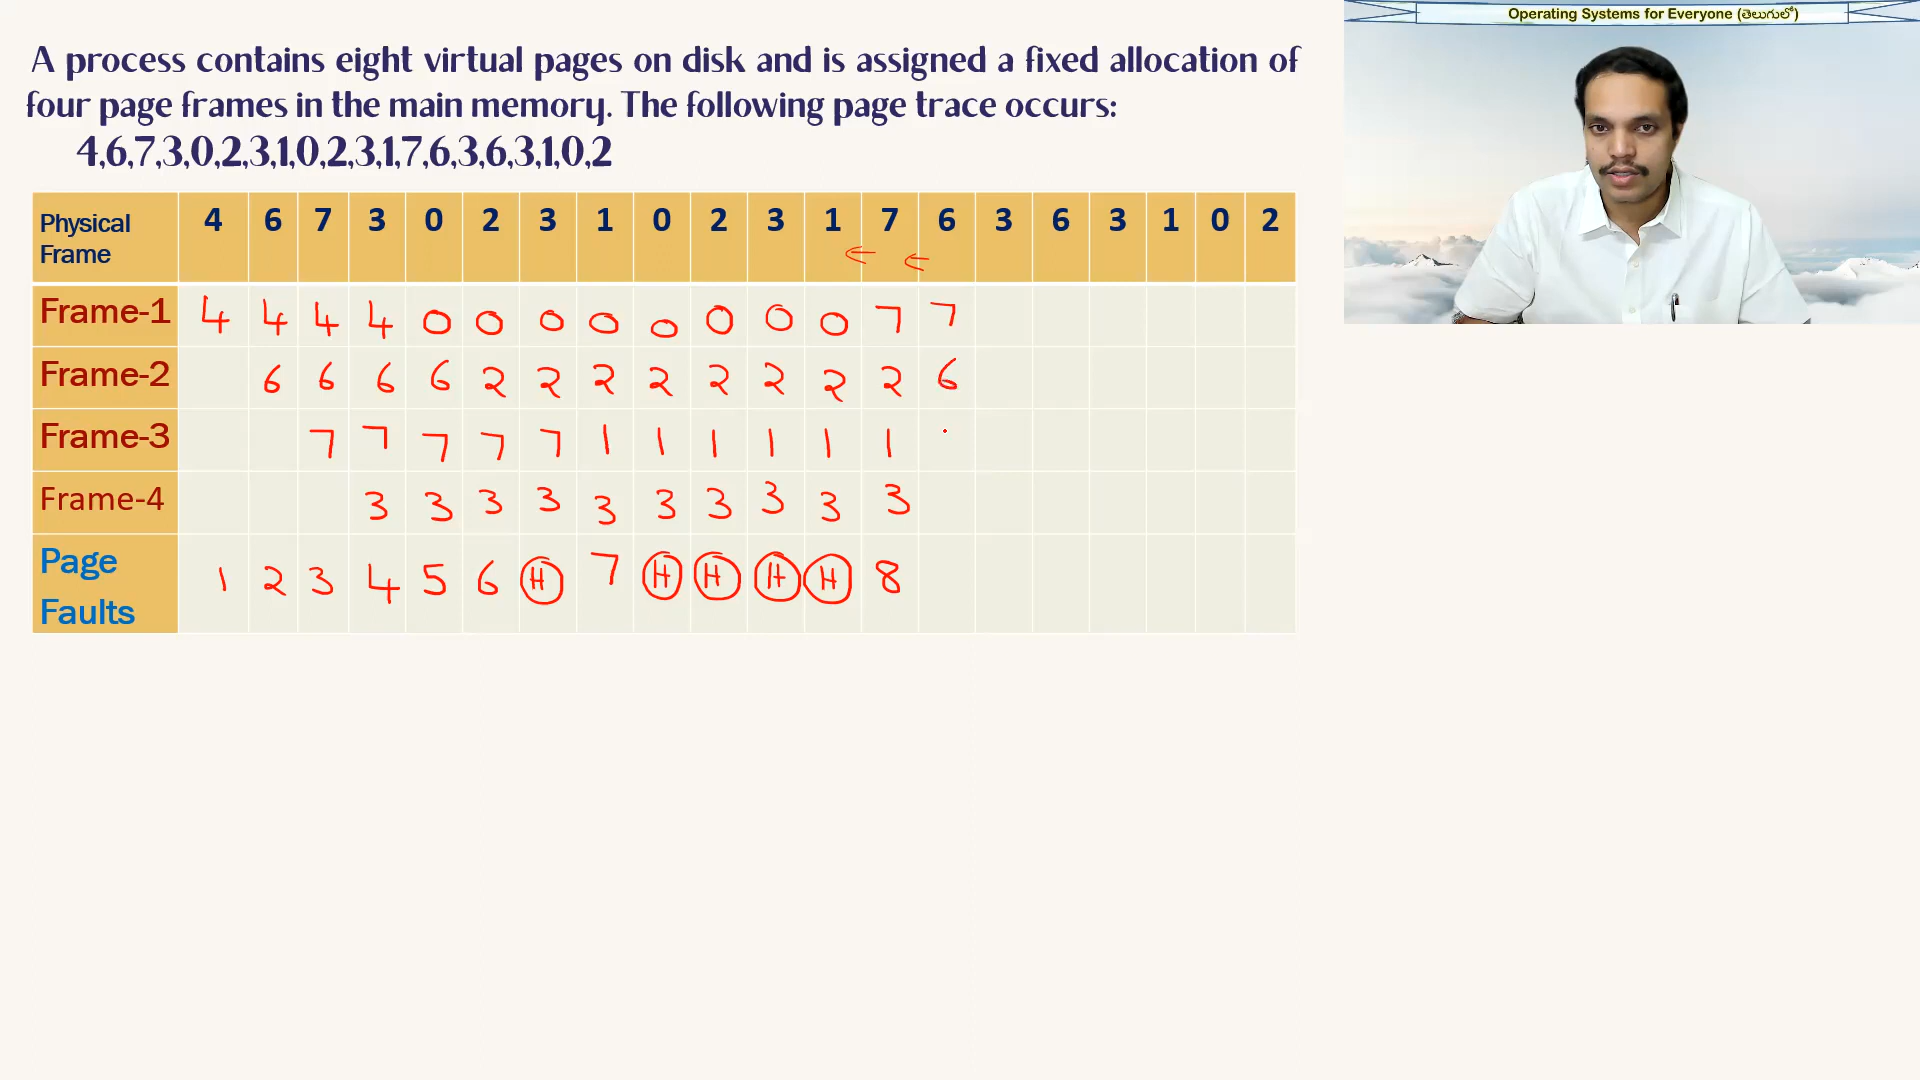 Operating Systems for Everyone (తెలుగులో)
A process contains eight virtual pages on disk and is assigned a fixed allocation of
four page frames in the main memory. The following page trace occurs:
4,6,7,3,0,2,3,1,0,2,3,1,7,6,3,6,3,1,0,2
Physical Frame 4 6 7 3 0 2 3 1 0 2 3 1 7 6 3 6 3 1 0 2
Frame-1 4 4 4 4 0 0 0 0 0 0 0 0 7 7
Frame-2 6 6 6 6 2 2 2 2 2 2 2 2 6
Frame-3 7 7 7 7 7 1 1 1 1 1 1
Frame-4 3 3 3 3 3 3 3 3 3 3
Page Faults 1 2 3 4 5 6 H 7 H H H H 8